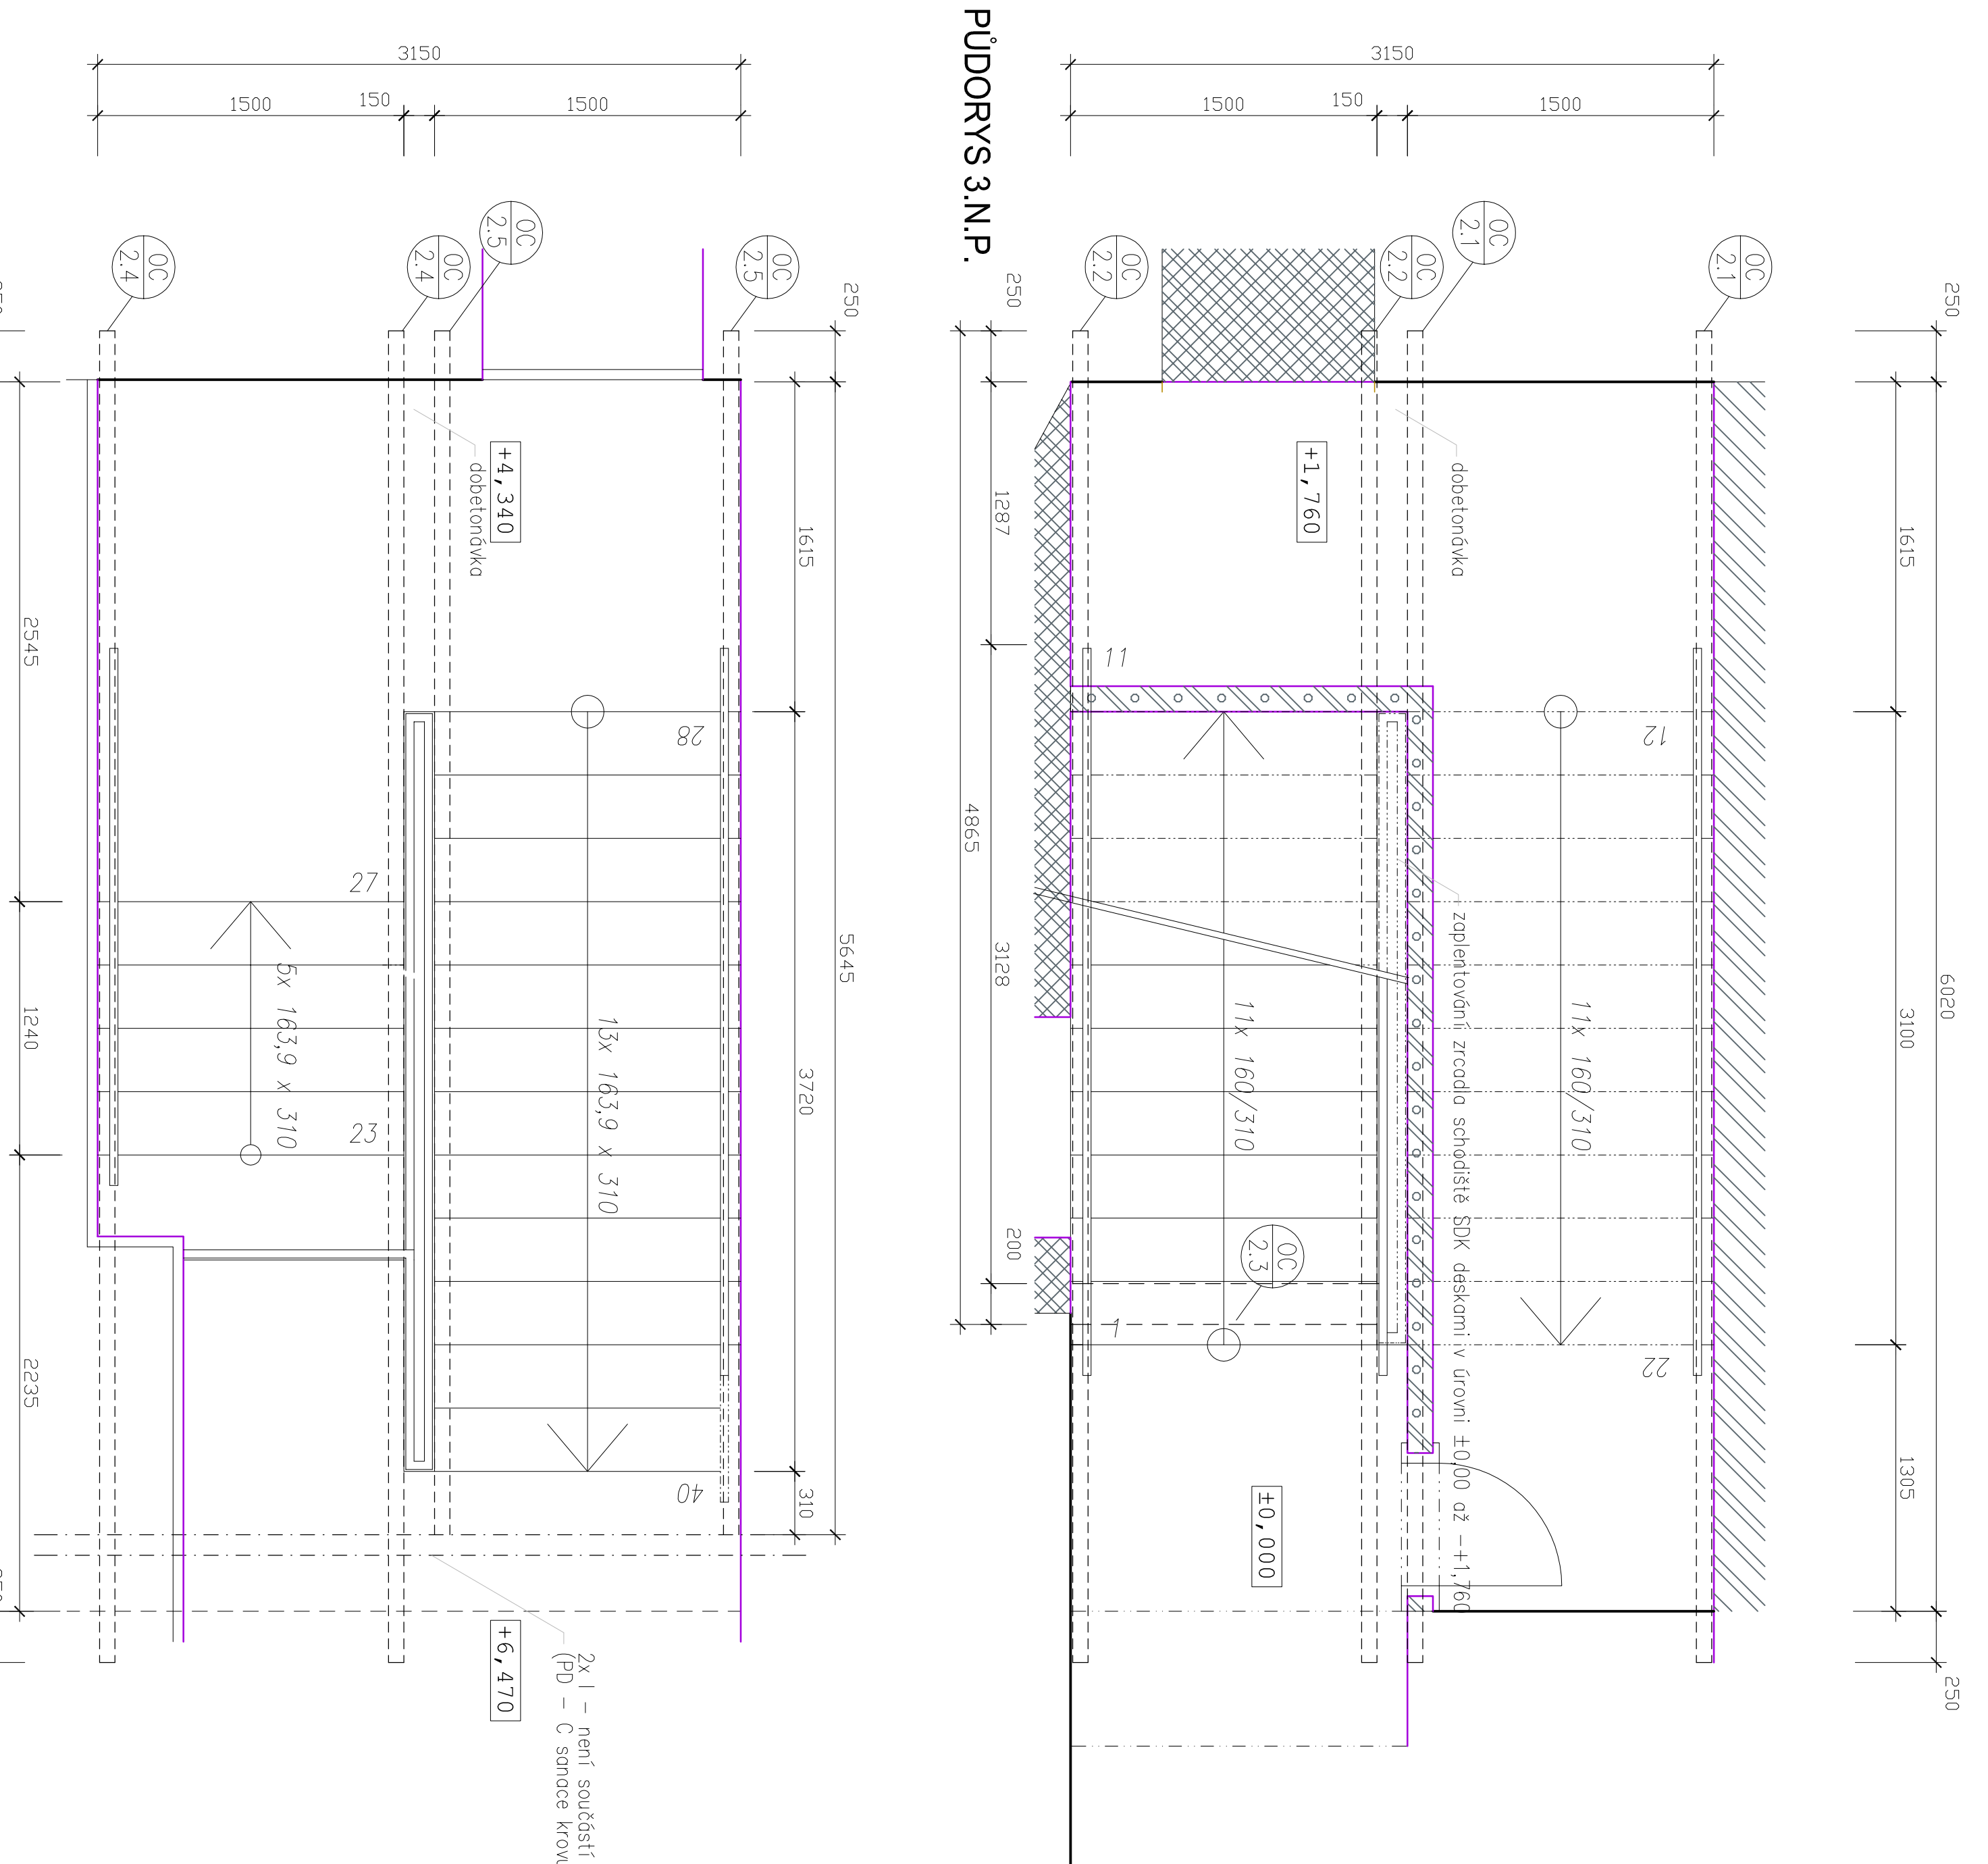 3150
1500
150
1500
3150
1500
150
1500
PŮDORYS 3.N.P.
OC
2.4
OC
2.4
OC
2.5
OC
2.5
OC
2.2
OC
2.2
OC
2.1
OC
2.1
250
6020
250
1615
3100
1305
dobetonávka
+1,760
11
12
11x 160/310
11x 160/310
1
22
OC
2.3
zaplentování zrcadla schodiště SDK deskami v úrovni ±0,00 až -+1,760
±0,000
250
1287
3128
200
4865
250
5645
1615
3720
310
+4,340
dobetonávka
28
27
13x 163,9 x 310
5x 163,9 x 310
23
40
+6,470
2x I - není součástí
(PD - C sanace krovu
2545
1240
2235